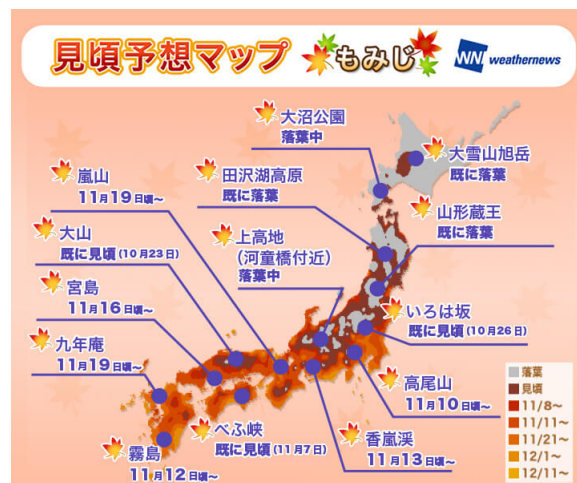 見頃予想マップ もみじ WNI weathernews
大沼公園
落葉中
大雪山旭岳
既に落葉
嵐山
11月19日頃～
田沢湖高原
既に落葉
山形蔵王
既に落葉
大山
既に見頃(10月23日)
上高地
(河童橋付近)
落葉中
宮島
11月16日頃～
いろは坂
既に見頃(10月26日)
九年庵
11月19日頃～
高尾山
11月10日頃～
べふ峡
既に見頃(11月7日)
香嵐渓
11月13日頃～
霧島
11月12日頃～
落葉
見頃
11/8～
11/11～
11/21～
12/1～
12/11～